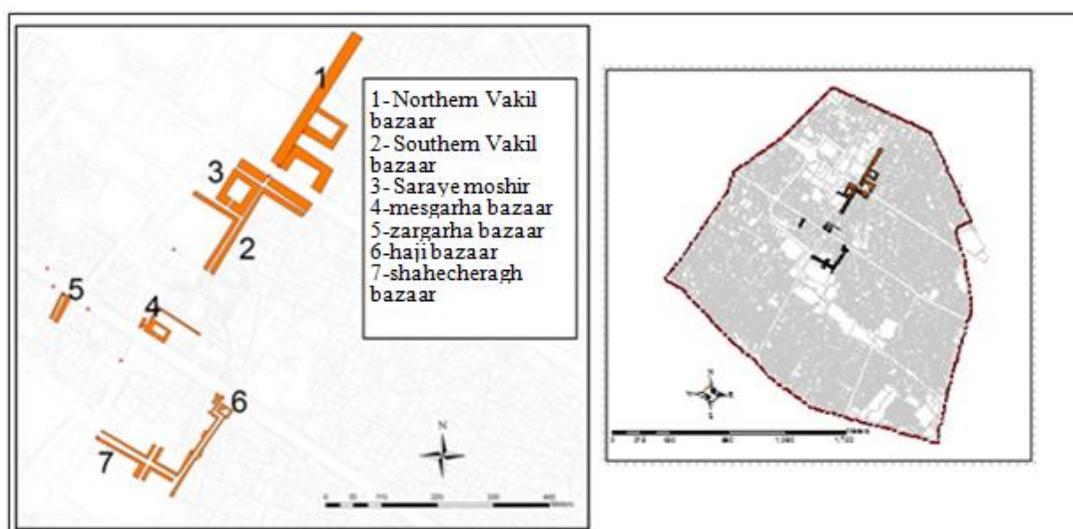 1
2
3
4
5
6
7
1-Northern Vakil
bazaar
2-Southern Vakil
bazaar
3-Saraye moshir
4-mesgarha bazaar
5-zargarha bazaar
6-haji bazaar
7-shahecheragh
bazaar
N
N